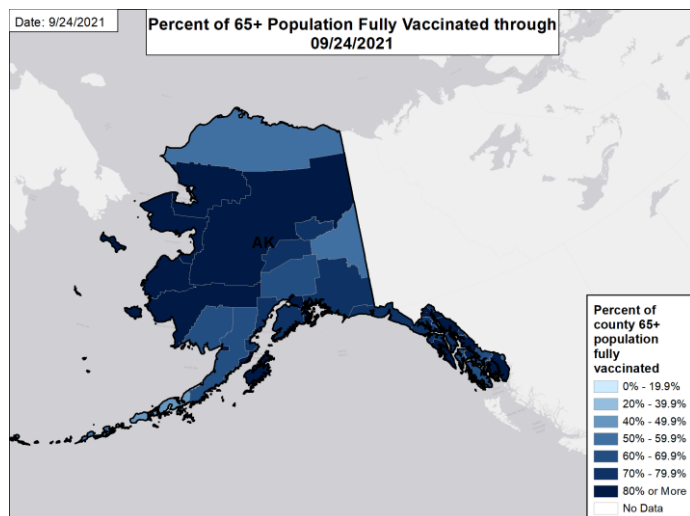 Date: 9/24/2021
Percent of 65+ Population Fully Vaccinated through
09/24/2021
AK
Percent of
county 65+
population
fully
vaccinated
0% - 19.9%
20% - 39.9%
40% - 49.9%
50% - 59.9%
60% - 69.9%
70% - 79.9%
80% or More
No Data